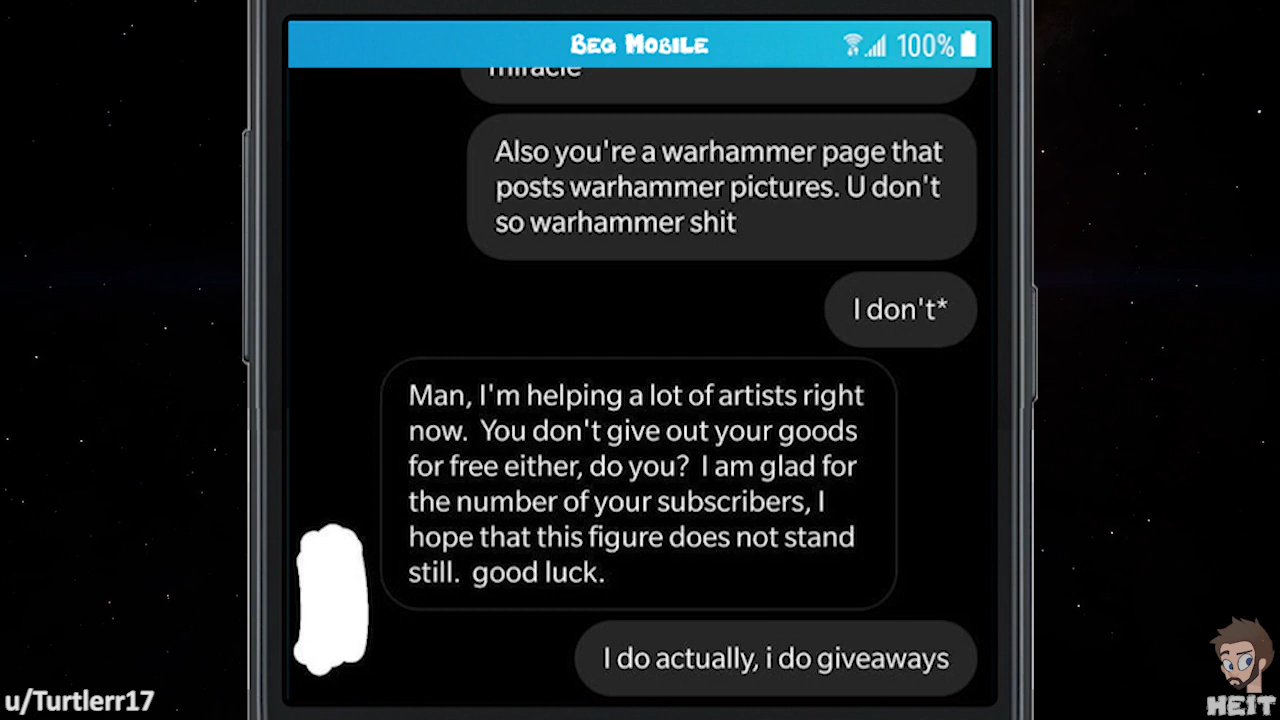 BEG MOBILE
100%
miracle
Also you're a warhammer page that
posts warhammer pictures. U don't
so warhammer shit
I don't*
Man, I'm helping a lot of artists right
now.  You don't give out your goods
for free either, do you?  I am glad for
the number of your subscribers, I
hope that this figure does not stand
still.  good luck.
I do actually, i do giveaways
u/Turtlerr17
HEIT